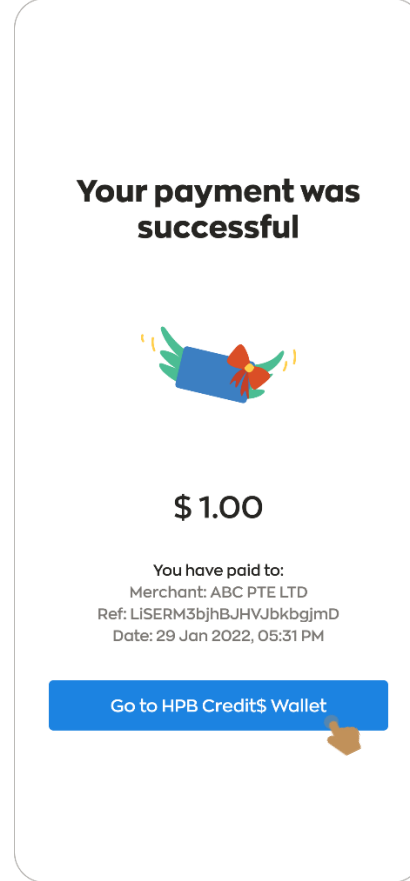 Your payment was
successful
$ 1.00
You have paid to:
Merchant: ABC PTE LTD
Ref: LiSERM3bjhBJHVJbkbgjmD
Date: 29 Jan 2022, 05:31 PM
Go to HPB Credit$ Wallet